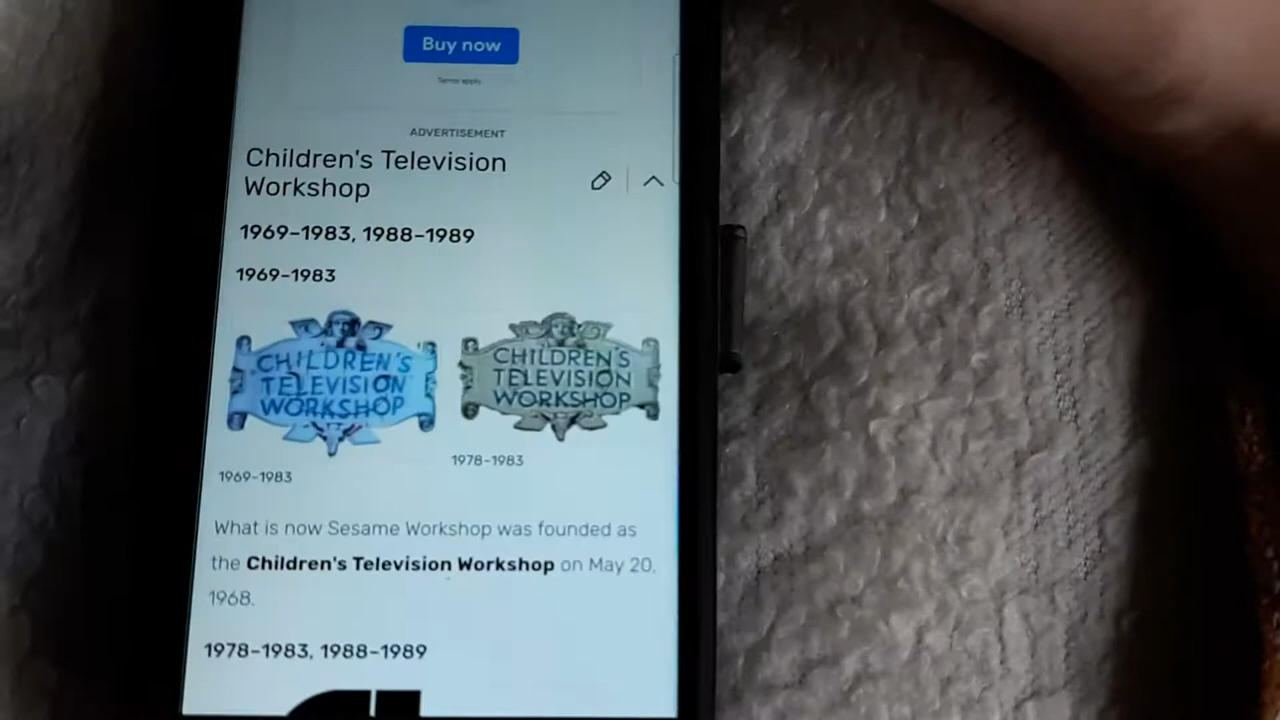 Buy now
Terms apply
ADVERTISEMENT
Children's Television
Workshop
1969–1983, 1988–1989
1969–1983
CHILDREN'S
TELEVISION
WORKSHOP
CHILDREN'S
TELEVISION
WORKSHOP
1969–1983
1978–1983
What is now Sesame Workshop was founded as
the Children's Television Workshop on May 20,
1968.
1978–1983, 1988–1989